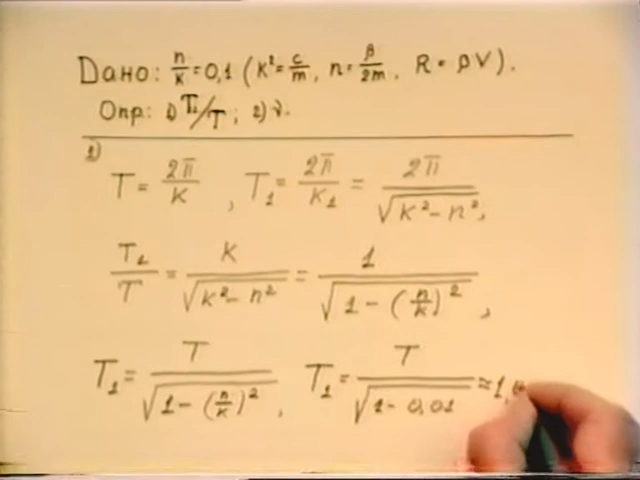 Дано: n/k = 0,1 (k² = c/m, n = β/2m, R = βV).
Опр: 1) T₁/T; 2) ν.
1)
T = 2π/k, T₁ = 2π/k₁ = 2π/√(k² - n²),
T₁/T = k/√(k² - n²) = 1/√(1 - (n/k)²),
T₁ = T/√(1 - (n/k)²), T₁ = T/√(1 - 0,01) ≈ 1,